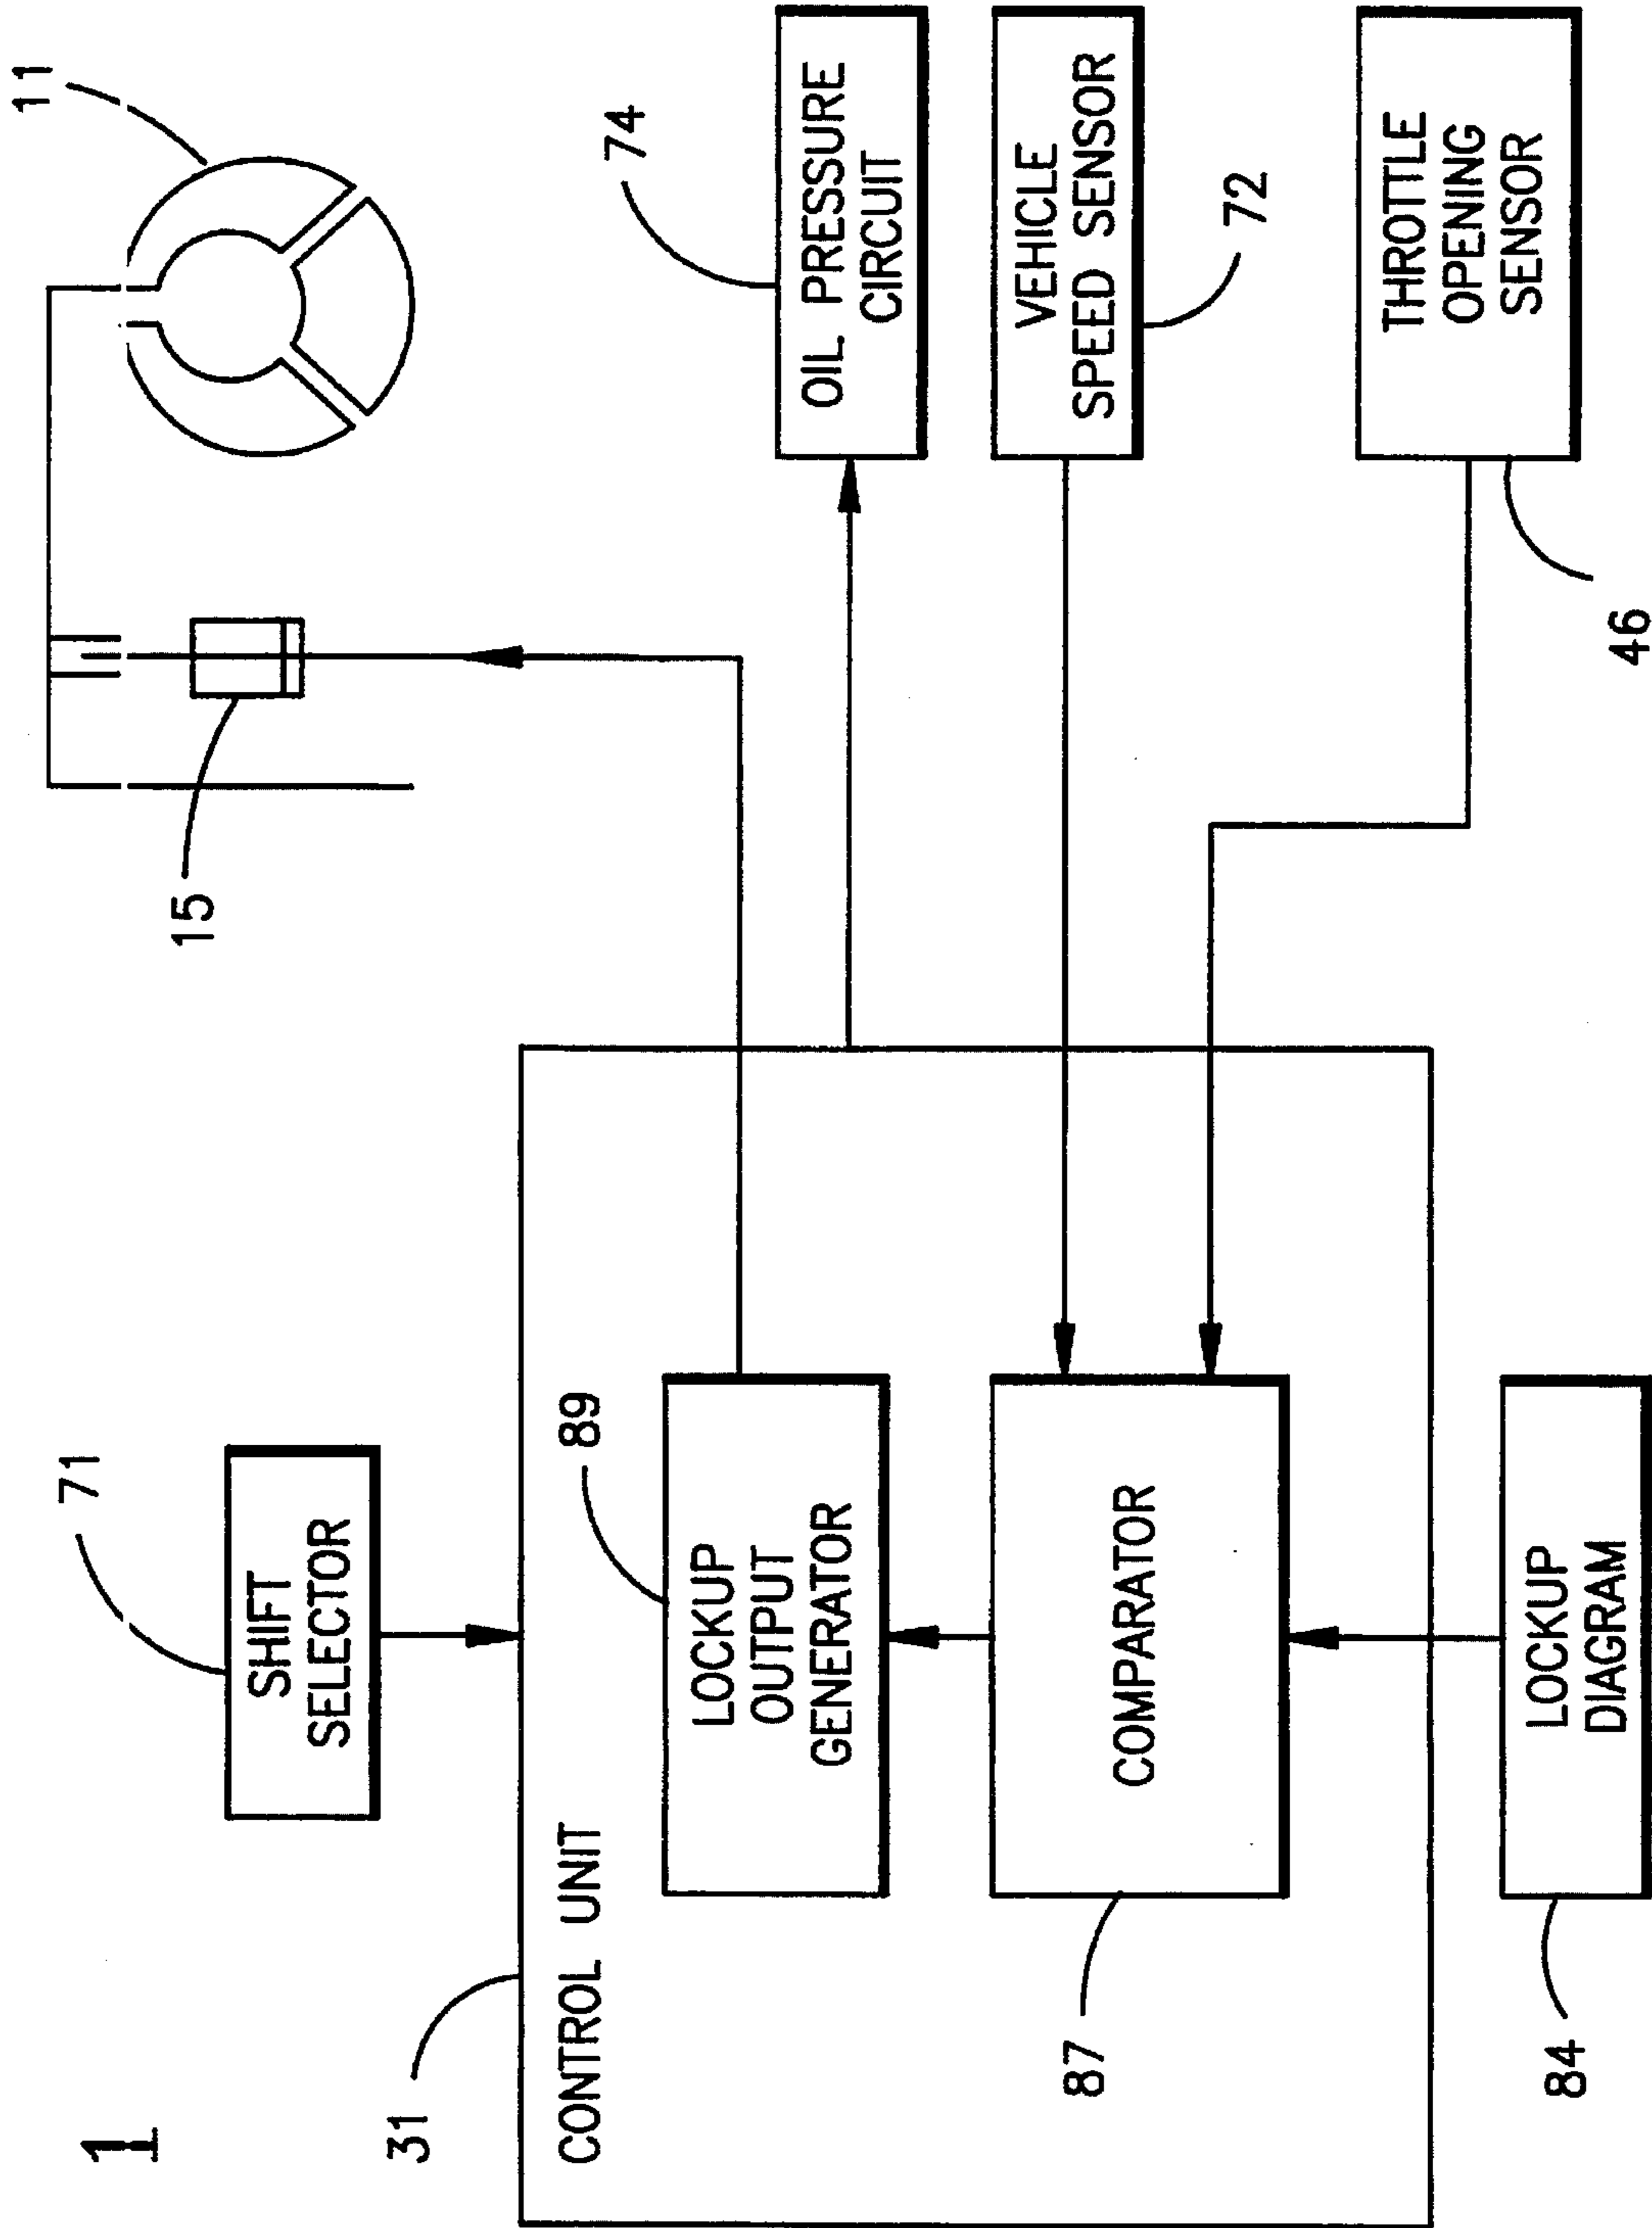 1
11
15
74
OIL PRESSURE
CIRCUIT
VEHICLE
SPEED SENSOR
72
THROTTLE
OPENING
SENSOR
46
71
SHIFT
SELECTOR
31
CONTROL UNIT
89
LOCKUP
OUTPUT
GENERATOR
COMPARATOR
87
LOCKUP
DIAGRAM
84